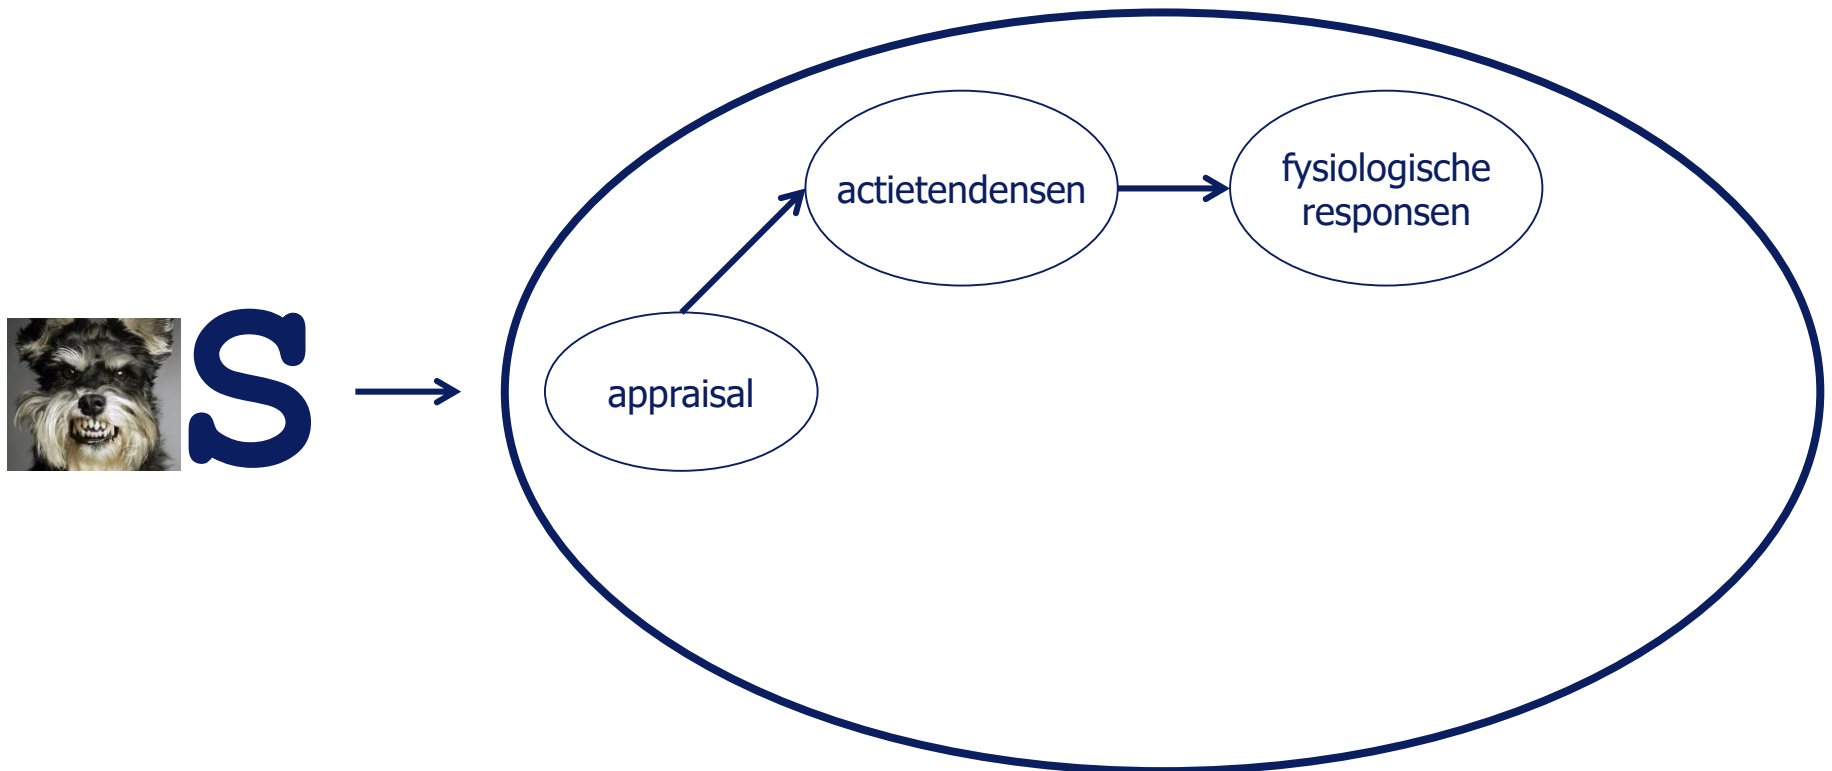 S
appraisal
actietendensen
fysiologische
responsen